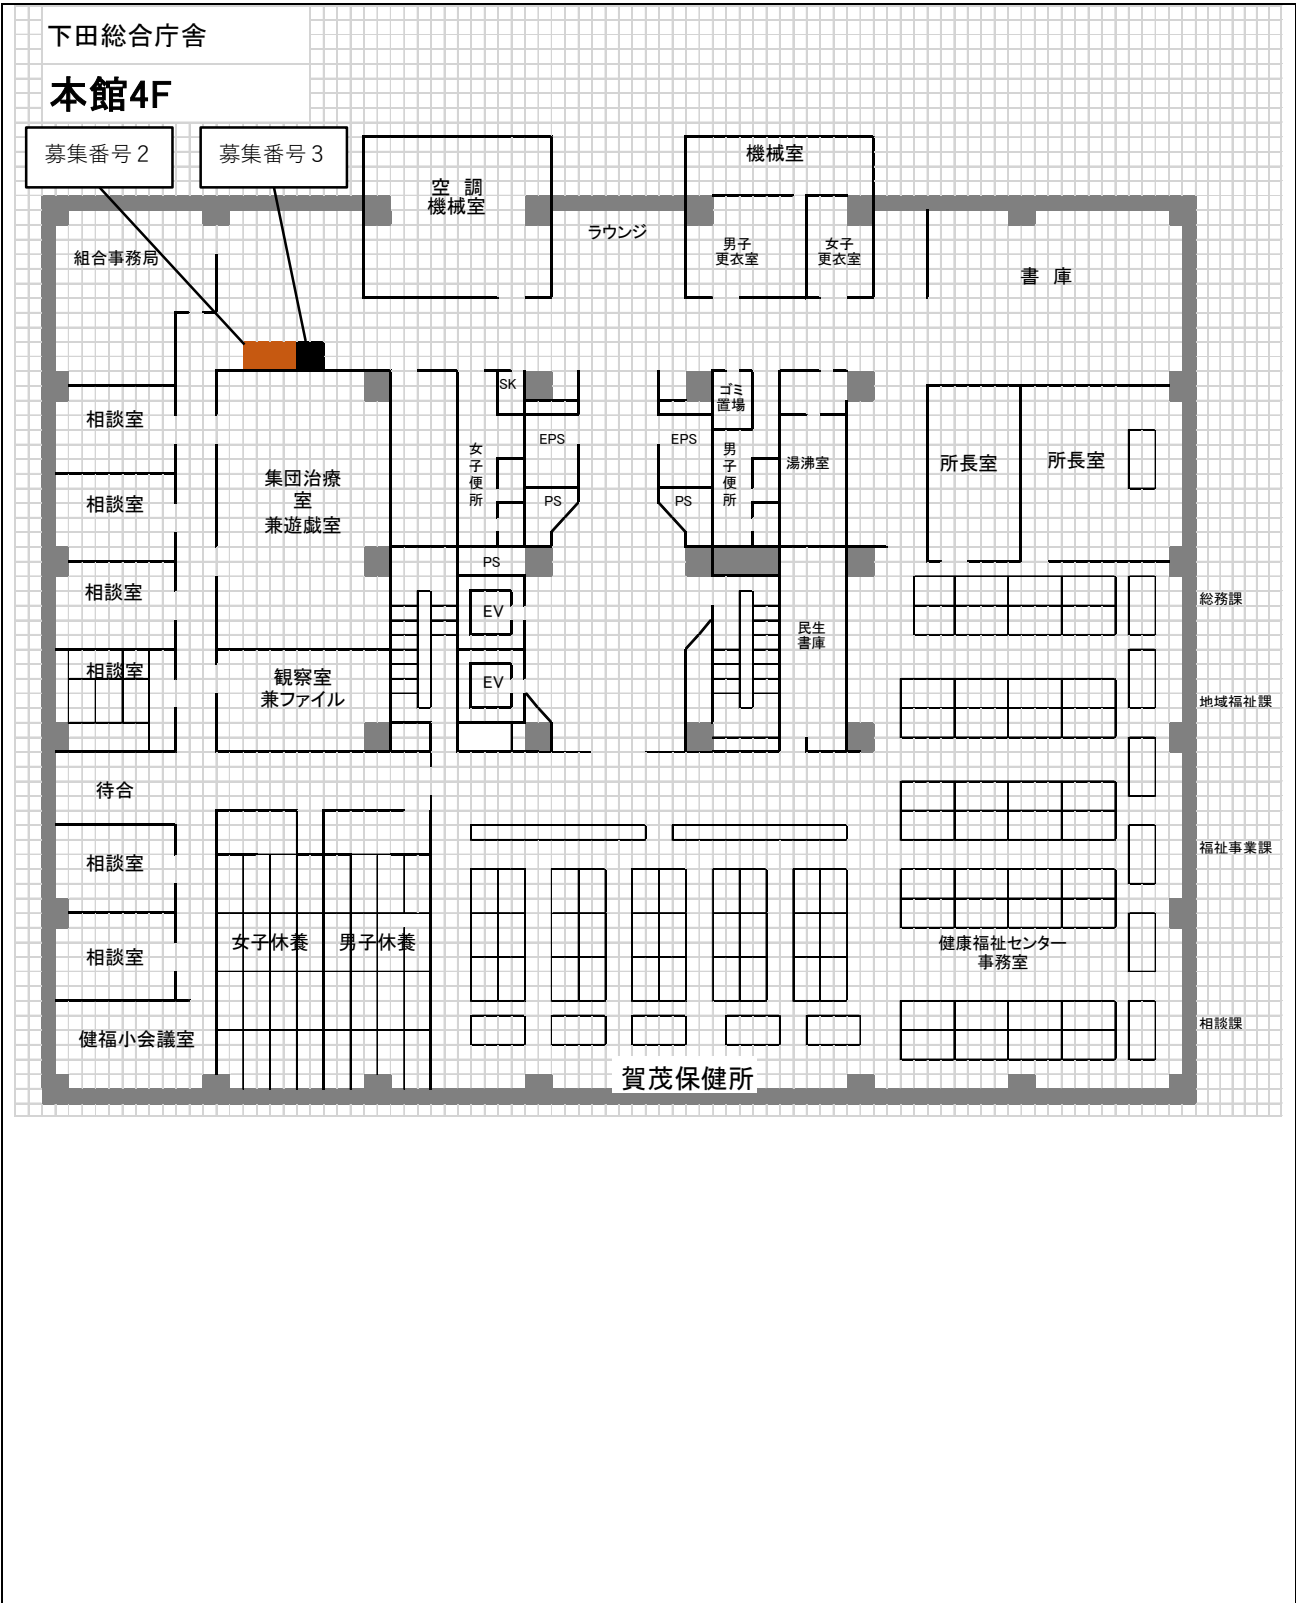 下田総合庁舎
本館4F
募集番号２
募集番号３
機械室
空 調
機械室
ラウンジ
男子
更衣室
女子
更衣室
組合事務局
書 庫
SK
ゴミ
置場
相談室
EPS
EPS
女子便所
男子便所
湯沸室
所長室
所長室
集団治療
室
兼遊戯室
相談室
PS
PS
PS
相談室
EV
民生
書庫
総務課
相談室
観察室
兼ファイル
EV
地域福祉課
待合
福祉事業課
相談室
女子休養
男子休養
健康福祉センター
事務室
相談室
相談課
健福小会議室
賀茂保健所